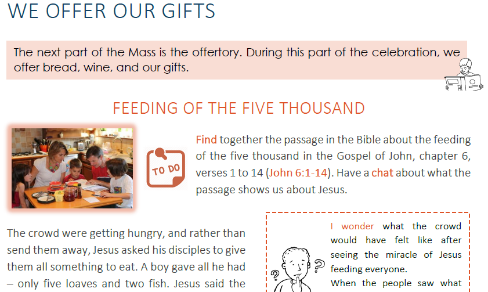 WE OFFER OUR GIFTS
The next part of the Mass is the offertory. During this part of the celebration, we
offer bread, wine, and our gifts.
FEEDING OF THE FIVE THOUSAND
TO DO
Find together the passage in the Bible about the feeding
of the five thousand in the Gospel of John, chapter 6,
verses 1 to 14 (John 6:1-14). Have a chat about what the
passage shows us about Jesus.
The crowd were getting hungry, and rather than
send them away, Jesus asked his disciples to give
them all something to eat. A boy gave all he had
– only five loaves and two fish. Jesus said the
I wonder what the crowd
would have felt like after
seeing the miracle of Jesus
feeding everyone.
When the people saw what